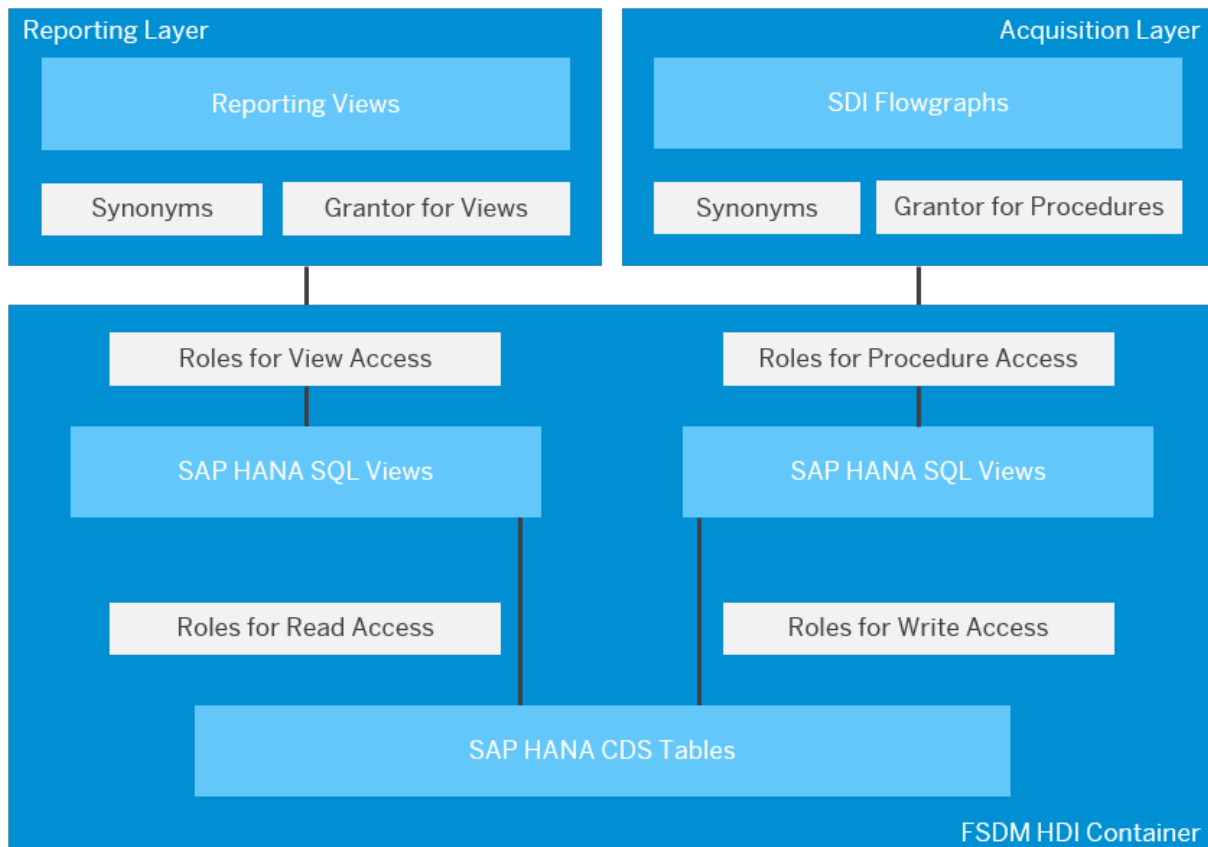 Reporting Layer
Reporting Views
Synonyms
Grantor for Views
Acquisition Layer
SDI Flowgraphs
Synonyms
Grantor for Procedures
Roles for View Access
Roles for Procedure Access
SAP HANA SQL Views
SAP HANA SQL Views
Roles for Read Access
Roles for Write Access
SAP HANA CDS Tables
FSDM HDI Container